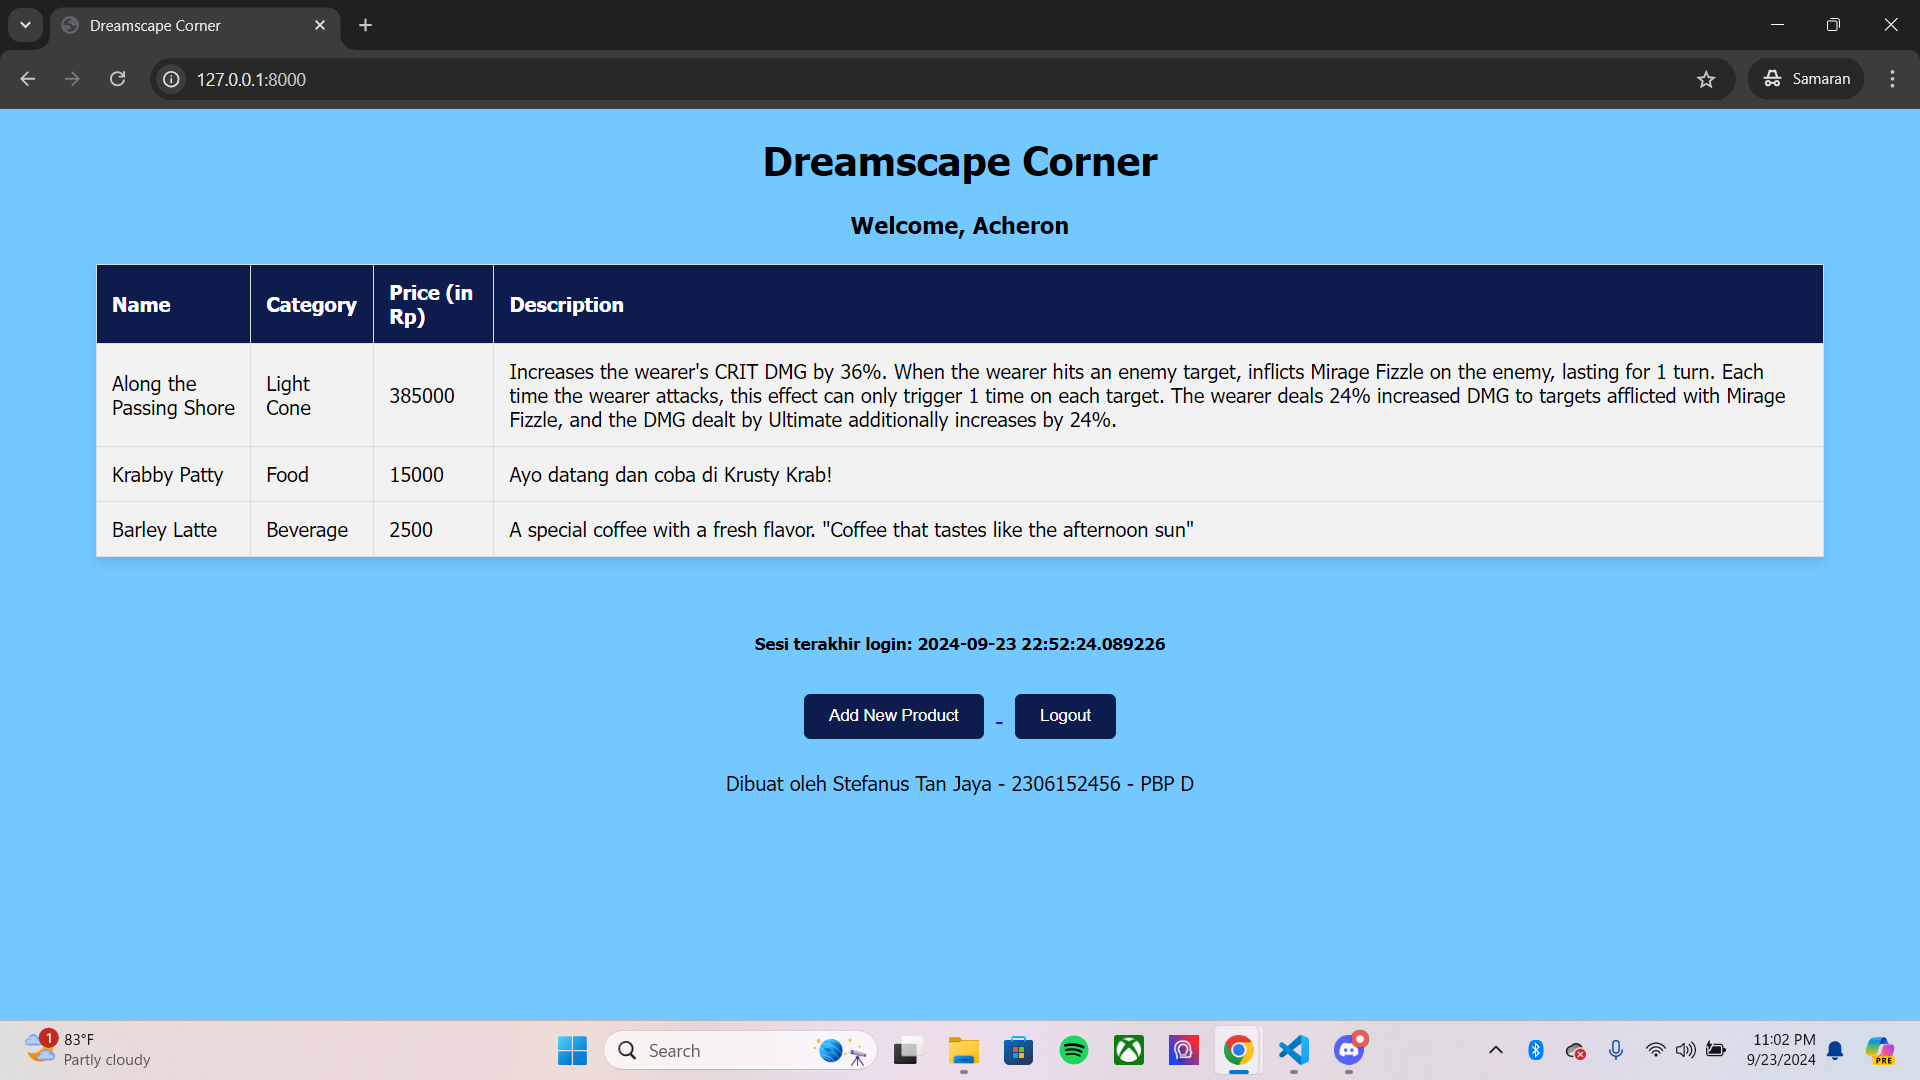 Dreamscape Corner
127.0.0.1:8000
Samaran
Dreamscape Corner
Welcome, Acheron
Name Category Price (in Rp) Description
Along the Passing Shore Light Cone 385000 Increases the wearer's CRIT DMG by 36%. When the wearer hits an enemy target, inflicts Mirage Fizzle on the enemy, lasting for 1 turn. Each
time the wearer attacks, this effect can only trigger 1 time on each target. The wearer deals 24% increased DMG to targets afflicted with Mirage
Fizzle, and the DMG dealt by Ultimate additionally increases by 24%.
Krabby Patty Food 15000 Ayo datang dan coba di Krusty Krab!
Barley Latte Beverage 2500 A special coffee with a fresh flavor. "Coffee that tastes like the afternoon sun"
Sesi terakhir login: 2024-09-23 22:52:24.089226
Add New Product Logout
Dibuat oleh Stefanus Tan Jaya - 2306152456 - PBP D
1
83°F
Partly cloudy
Search
11:02 PM
9/23/2024
PRE